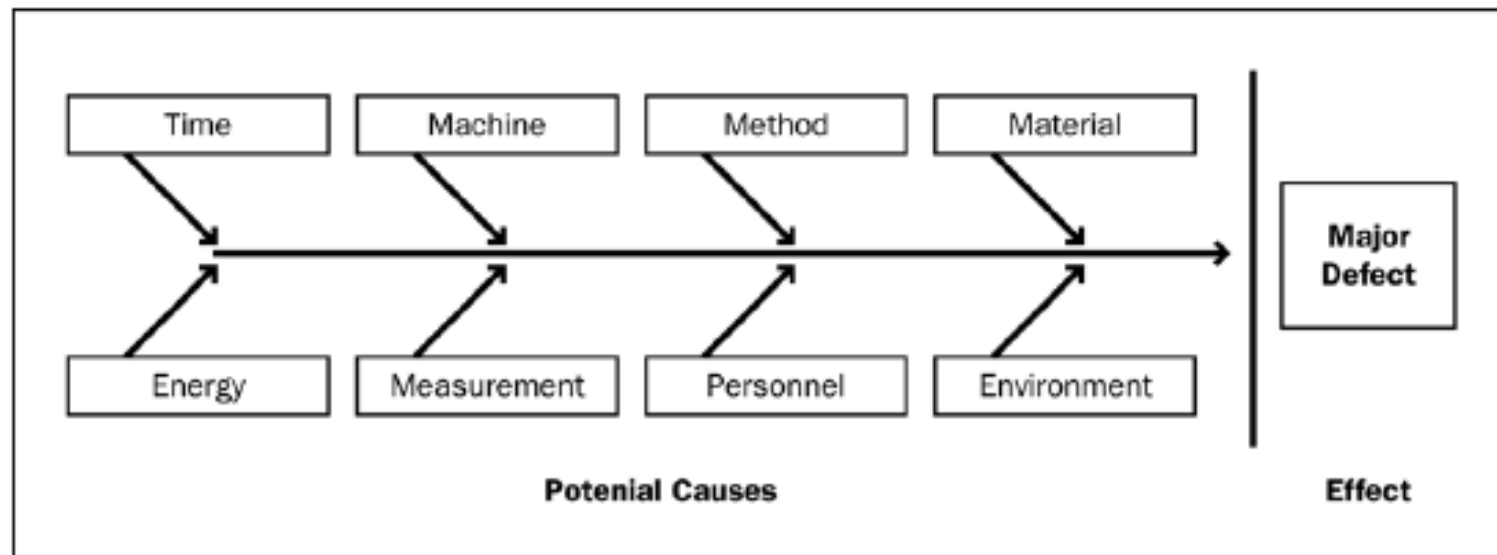 Time
Machine
Method
Material
Major
Defect
Energy
Measurement
Personnel
Environment
Potenial Causes
Effect